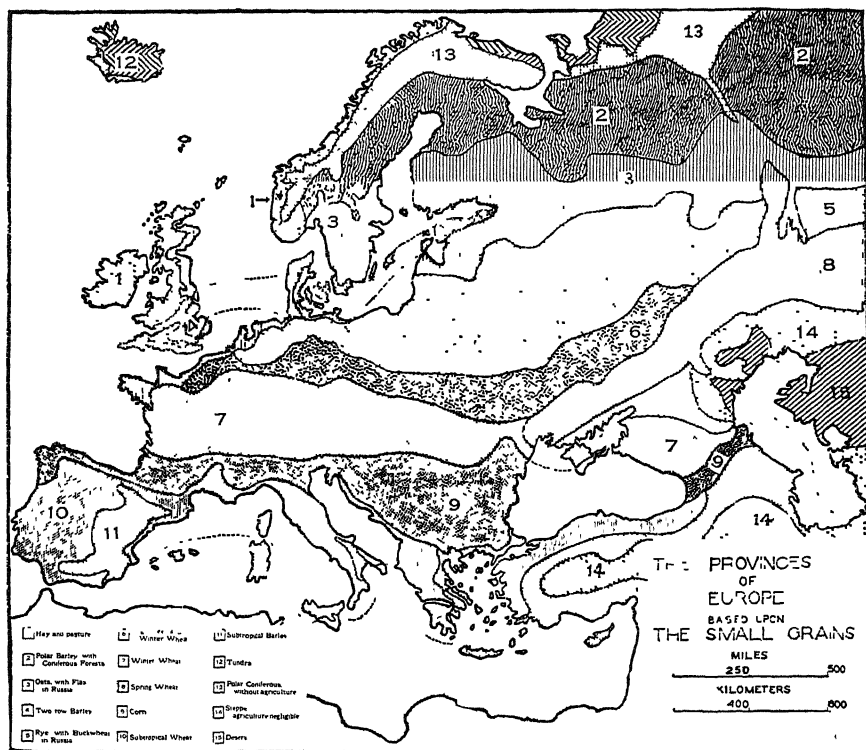 12
13
13
2
2
3
1
3
5
1
8
6
14
7
15
7
9
10
9
11
14
14
THE PROVINCES
OF
EUROPE
BASED UPON
THE SMALL GRAINS
MILES
250 500
KILOMETERS
400 800
Hay and pasture
2 Polar Barley with
Coniferous Forests
3 Oats, with Flax
in Russia
4 Two row Barley
5 Rye with Buckwheat
in Russia
6
Winter Wheat
7 Winter Wheat
8 Spring Wheat
9 Corn
10 Subtropical Wheat
11 Subtropical Barley
12 Tundra
13 Polar Coniferous
without agriculture
14 Steppe
agriculture negligible
15 Desert